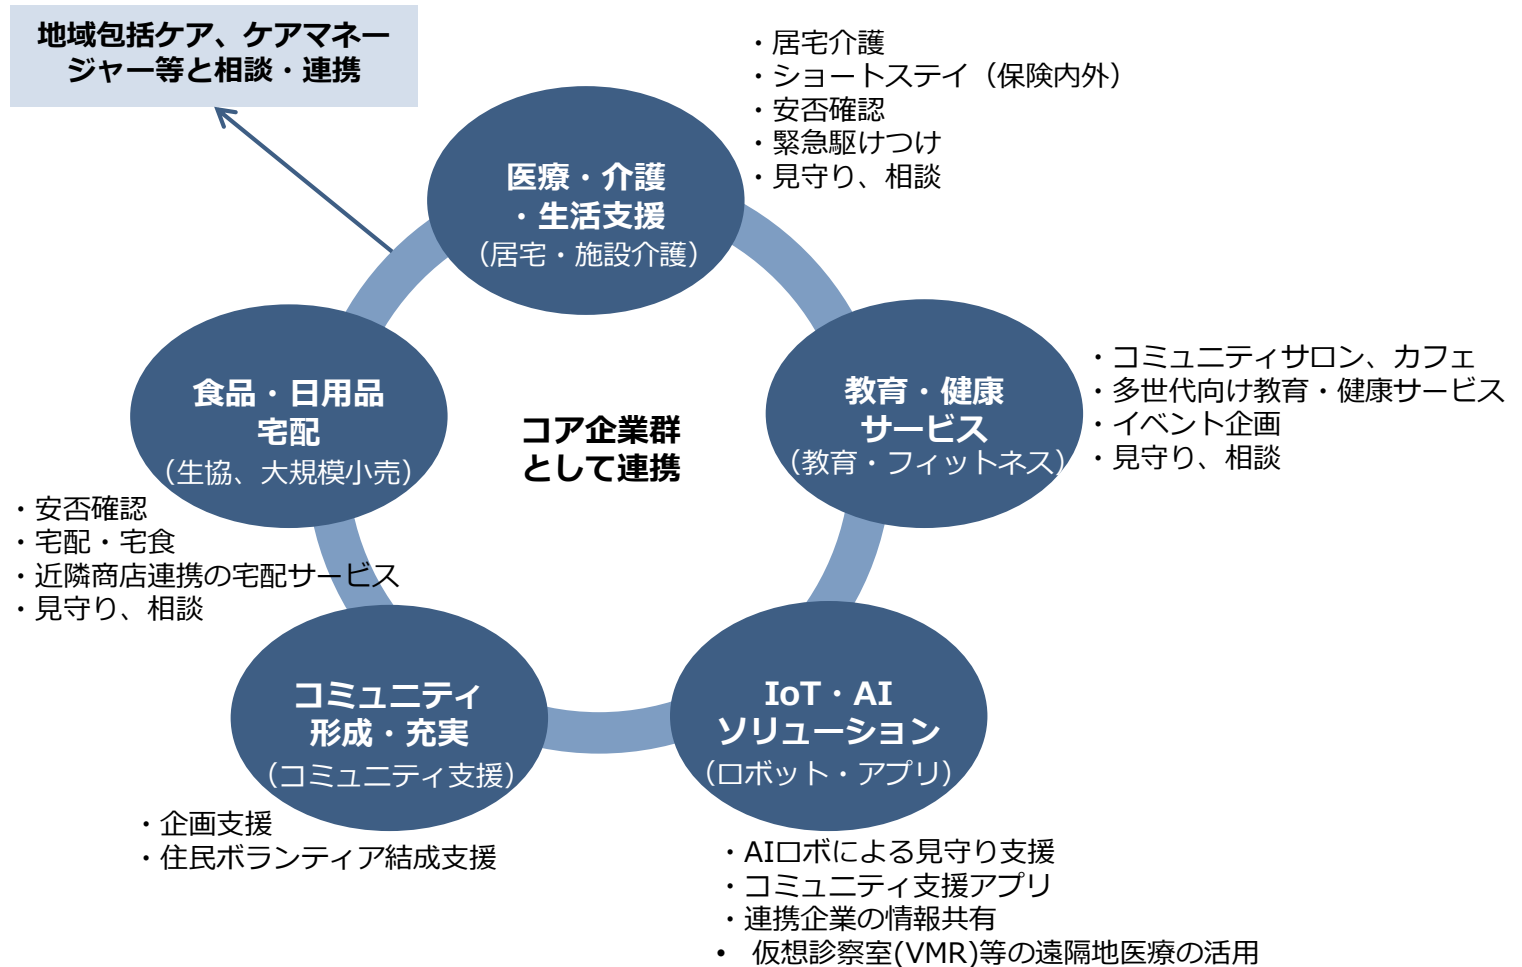 地域包括ケア、ケアマネー
ジャー等と相談・連携
医療・介護
・生活支援
（居宅・施設介護）
・居宅介護
・ショートステイ（保険内外）
・安否確認
・緊急駆けつけ
・見守り、相談
教育・健康
サービス
（教育・フィットネス）
・コミュニティサロン、カフェ
・多世代向け教育・健康サービス
・イベント企画
・見守り、相談
コア企業群
として連携
食品・日用品
宅配
（生協、大規模小売）
・安否確認
・宅配・宅食
・近隣商店連携の宅配サービス
・見守り、相談
コミュニティ
形成・充実
（コミュニティ支援）
・企画支援
・住民ボランティア結成支援
IoT・AI
ソリューション
（ロボット・アプリ）
・AIロボによる見守り支援
・コミュニティ支援アプリ
・連携企業の情報共有
• 仮想診察室(VMR)等の遠隔地医療の活用